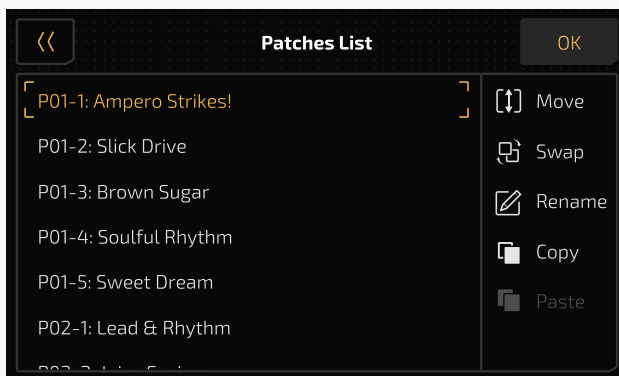 Patches List
OK
P01-1: Ampero Strikes!
P01-2: Slick Drive
P01-3: Brown Sugar
P01-4: Soulful Rhythm
P01-5: Sweet Dream
P02-1: Lead & Rhythm
Move
Swap
Rename
Copy
Paste